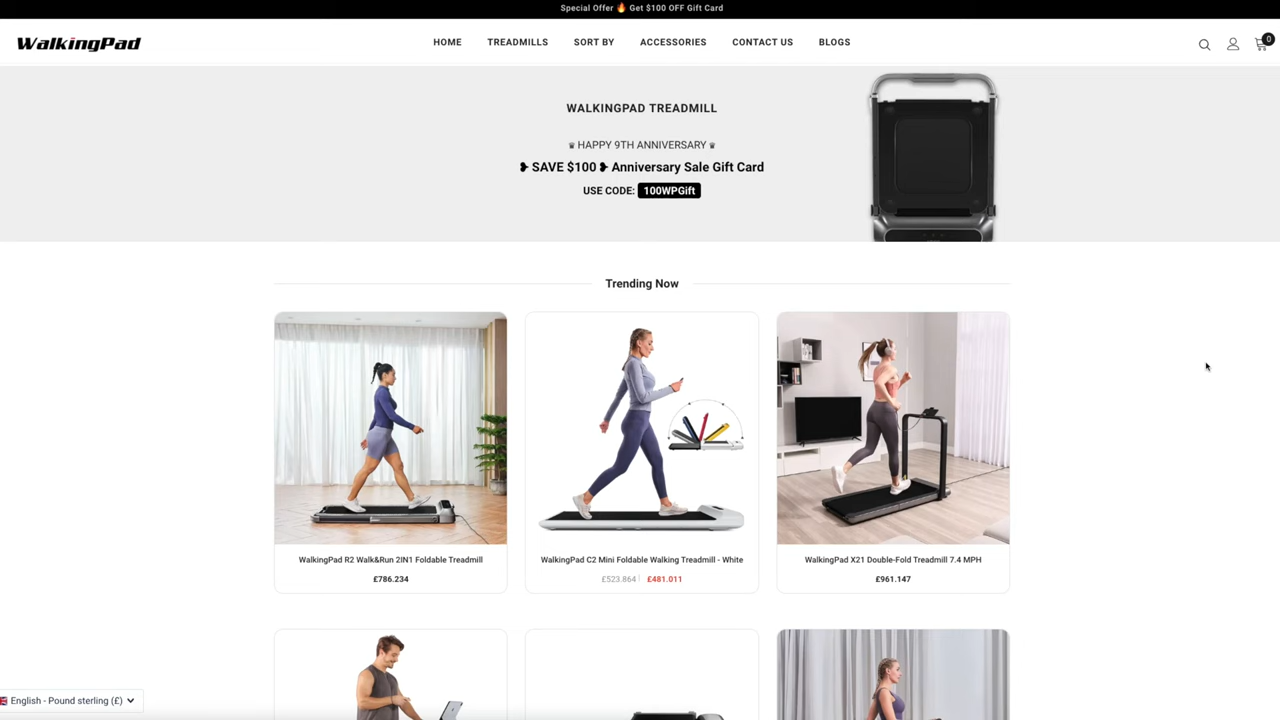 Special Offer 🔥 Get $100 OFF Gift Card
WalkingPad
HOME
TREADMILLS
SORT BY
ACCESSORIES
CONTACT US
BLOGS
0
WALKINGPAD TREADMILL
♛ HAPPY 9TH ANNIVERSARY ♛
❥ SAVE $100 ❥ Anniversary Sale Gift Card
USE CODE: 100WPGift
Trending Now
WalkingPad R2 Walk&Run 2IN1 Foldable Treadmill
£786.234
WalkingPad C2 Mini Foldable Walking Treadmill - White
£523.864 £481.011
WalkingPad X21 Double-Fold Treadmill 7.4 MPH
£961.147
English - Pound sterling (£)